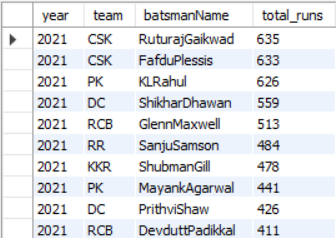 year team batsmanName total_runs
2021 CSK RuturajGaikwad 635
2021 CSK FafduPlessis 633
2021 PK KLRahul 626
2021 DC ShikharDhawan 559
2021 RCB GlennMaxwell 513
2021 RR SanjuSamson 484
2021 KKR ShubmanGill 478
2021 PK MayankAgarwal 441
2021 DC PrithviShaw 426
2021 RCB DevduttPadikkal 411